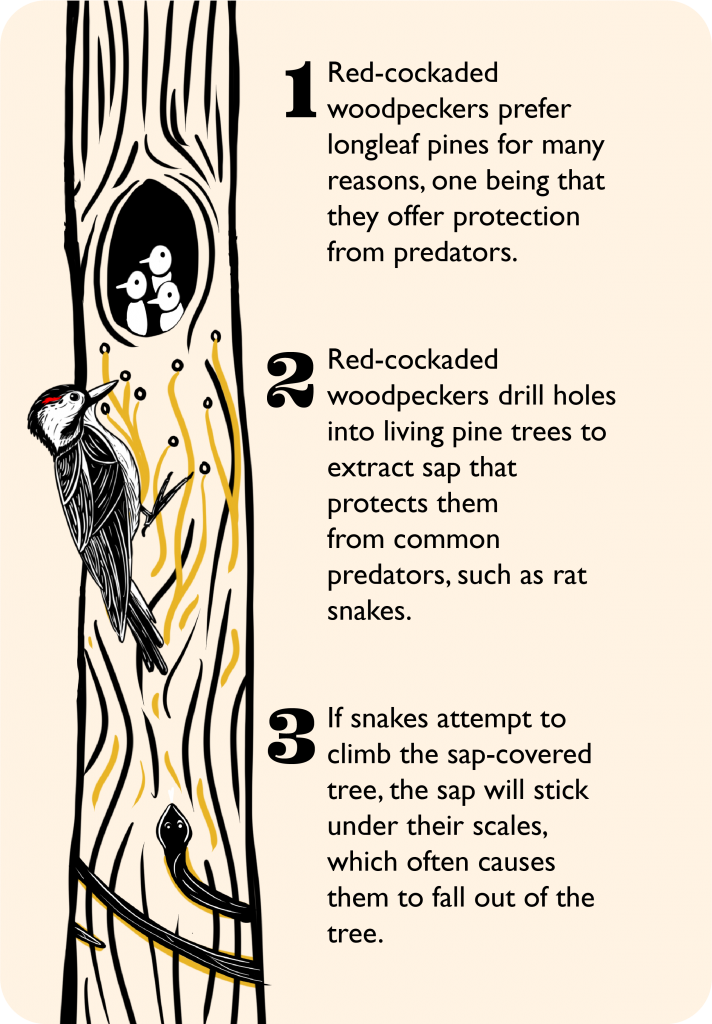 1 Red-cockaded
woodpeckers prefer
longleaf pines for many
reasons, one being that
they offer protection
from predators.
2 Red-cockaded
woodpeckers drill holes
into living pine trees to
extract sap that
protects them
from common
predators, such as rat
snakes.
3 If snakes attempt to
climb the sap-covered
tree, the sap will stick
under their scales,
which often causes
them to fall out of the
tree.